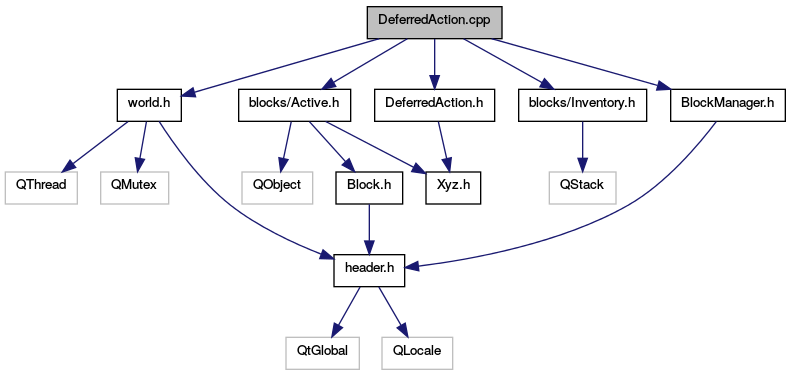 DeferredAction.cpp
world.h
blocks/Active.h
DeferredAction.h
blocks/Inventory.h
BlockManager.h
QThread
QMutex
QObject
Block.h
Xyz.h
QStack
header.h
QtGlobal
QLocale